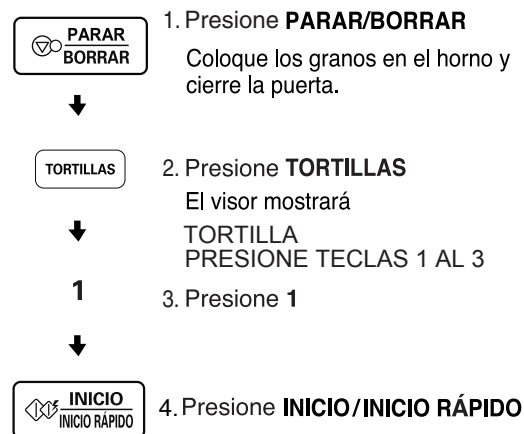 PARAR
BORRAR
1. Presione PARAR/BORRAR
Coloque los granos en el horno y
cierre la puerta.
TORTILLAS
2. Presione TORTILLAS
El visor mostrará
TORTILLA
PRESIONE TECLAS 1 AL 3
1
3. Presione 1
INICIO
INICIO RÁPIDO
4. Presione INICIO/INICIO RÁPIDO